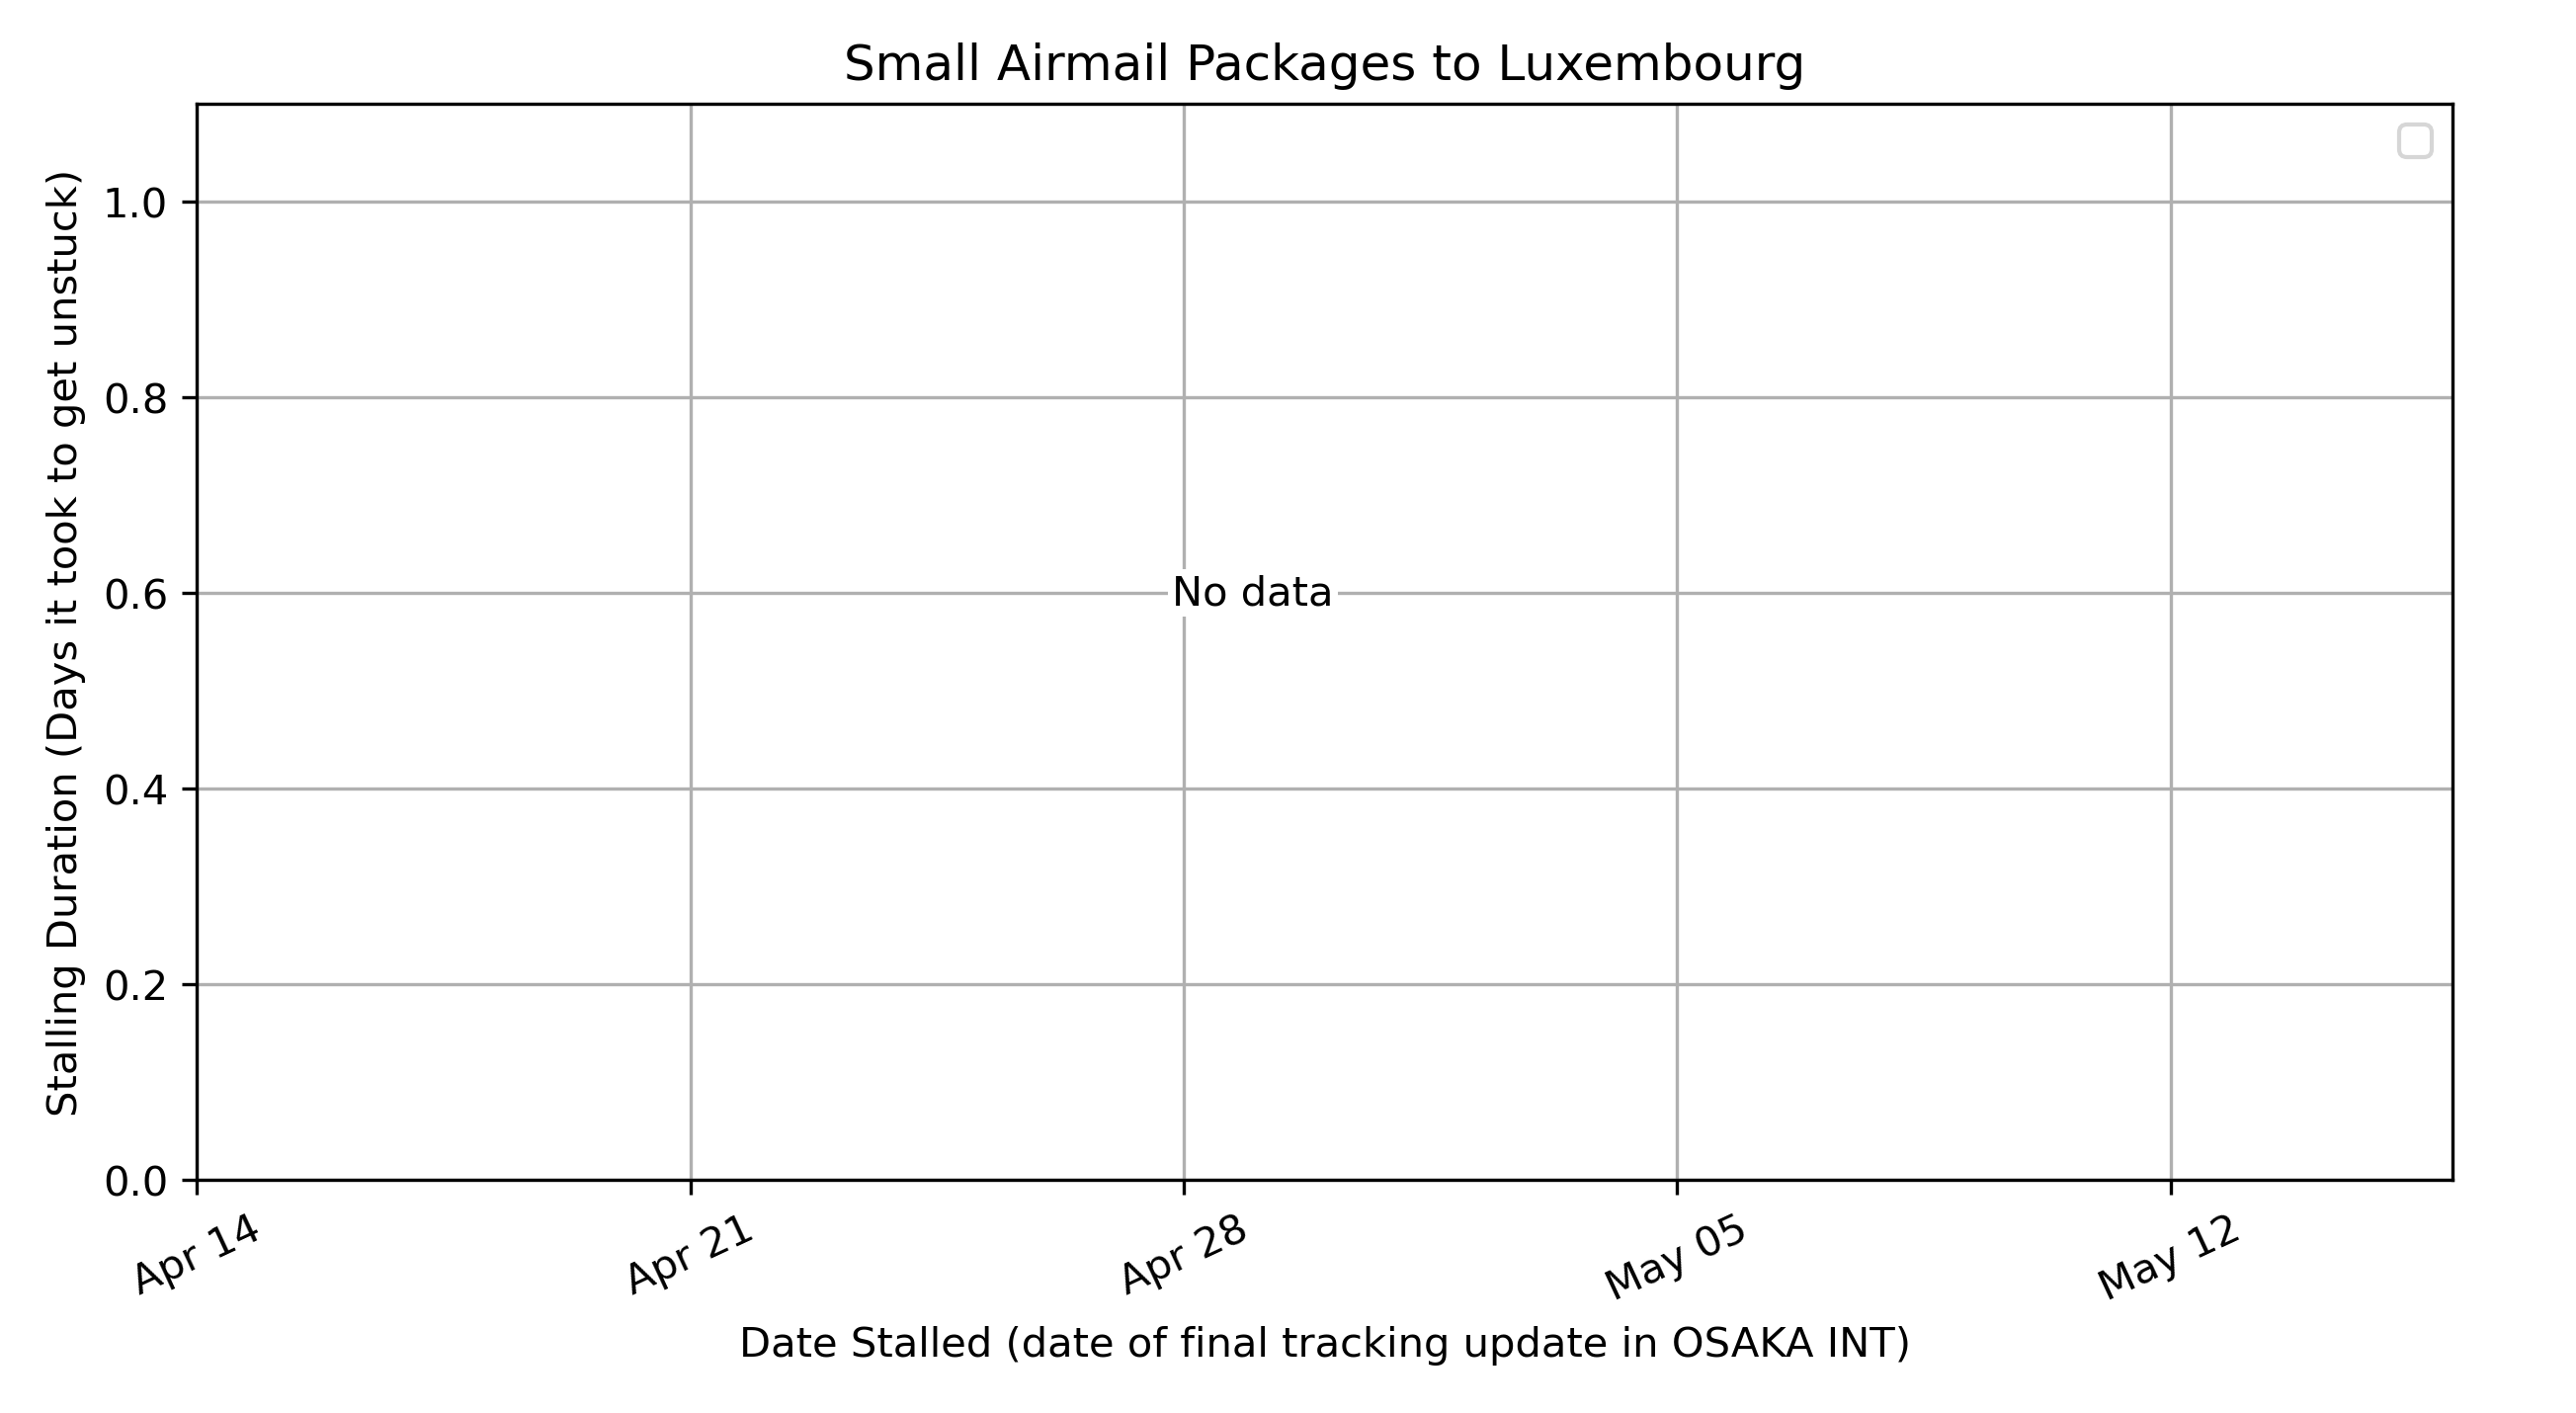 Small Airmail Packages to Luxembourg
Stalling Duration (Days it took to get unstuck)
1.0
0.8
0.6
0.4
0.2
0.0
No data
Apr 14
Apr 21
Apr 28
May 05
May 12
Date Stalled (date of final tracking update in OSAKA INT)